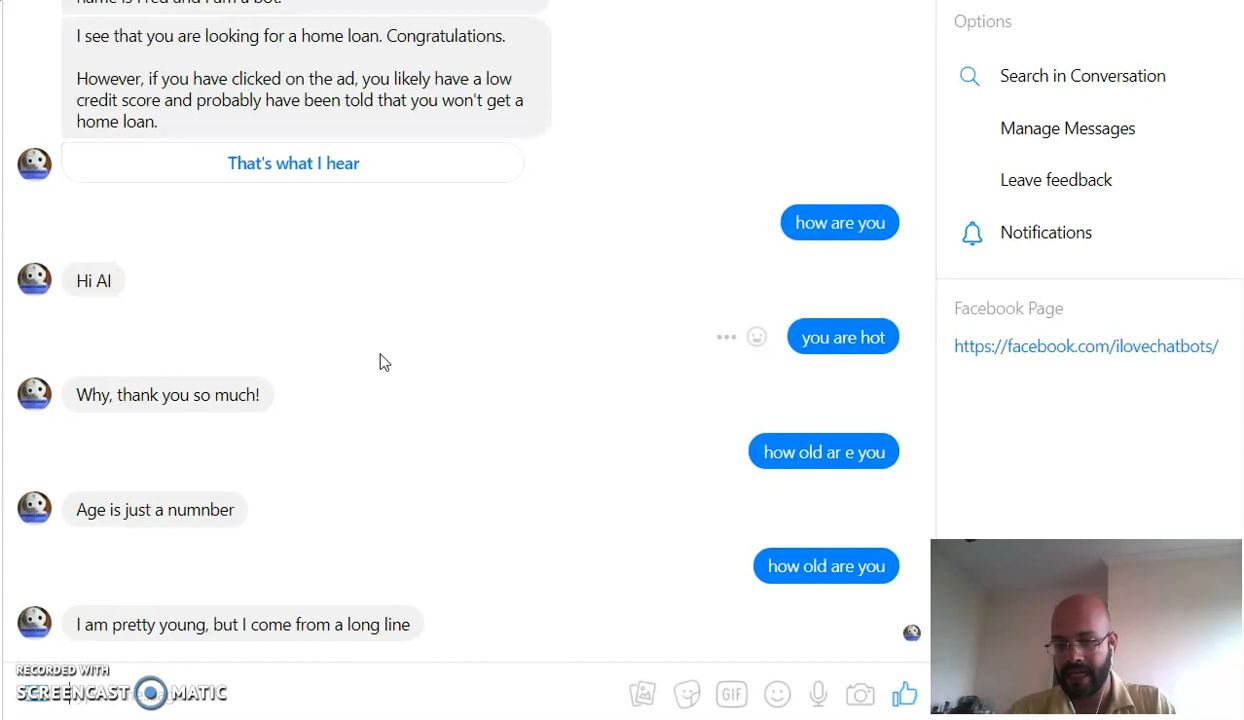 I see that you are looking for a home loan. Congratulations.
However, if you have clicked on the ad, you likely have a low
credit score and probably have been told that you won't get a
home loan.
That's what I hear
how are you
Hi AI
you are hot
Why, thank you so much!
how old ar e you
Age is just a numnber
how old are you
I am pretty young, but I come from a long line
GIF
RECORDED WITH
SCREENCAST MATIC
Options
Search in Conversation
Manage Messages
Leave feedback
Notifications
Facebook Page
https://facebook.com/ilovechatbots/